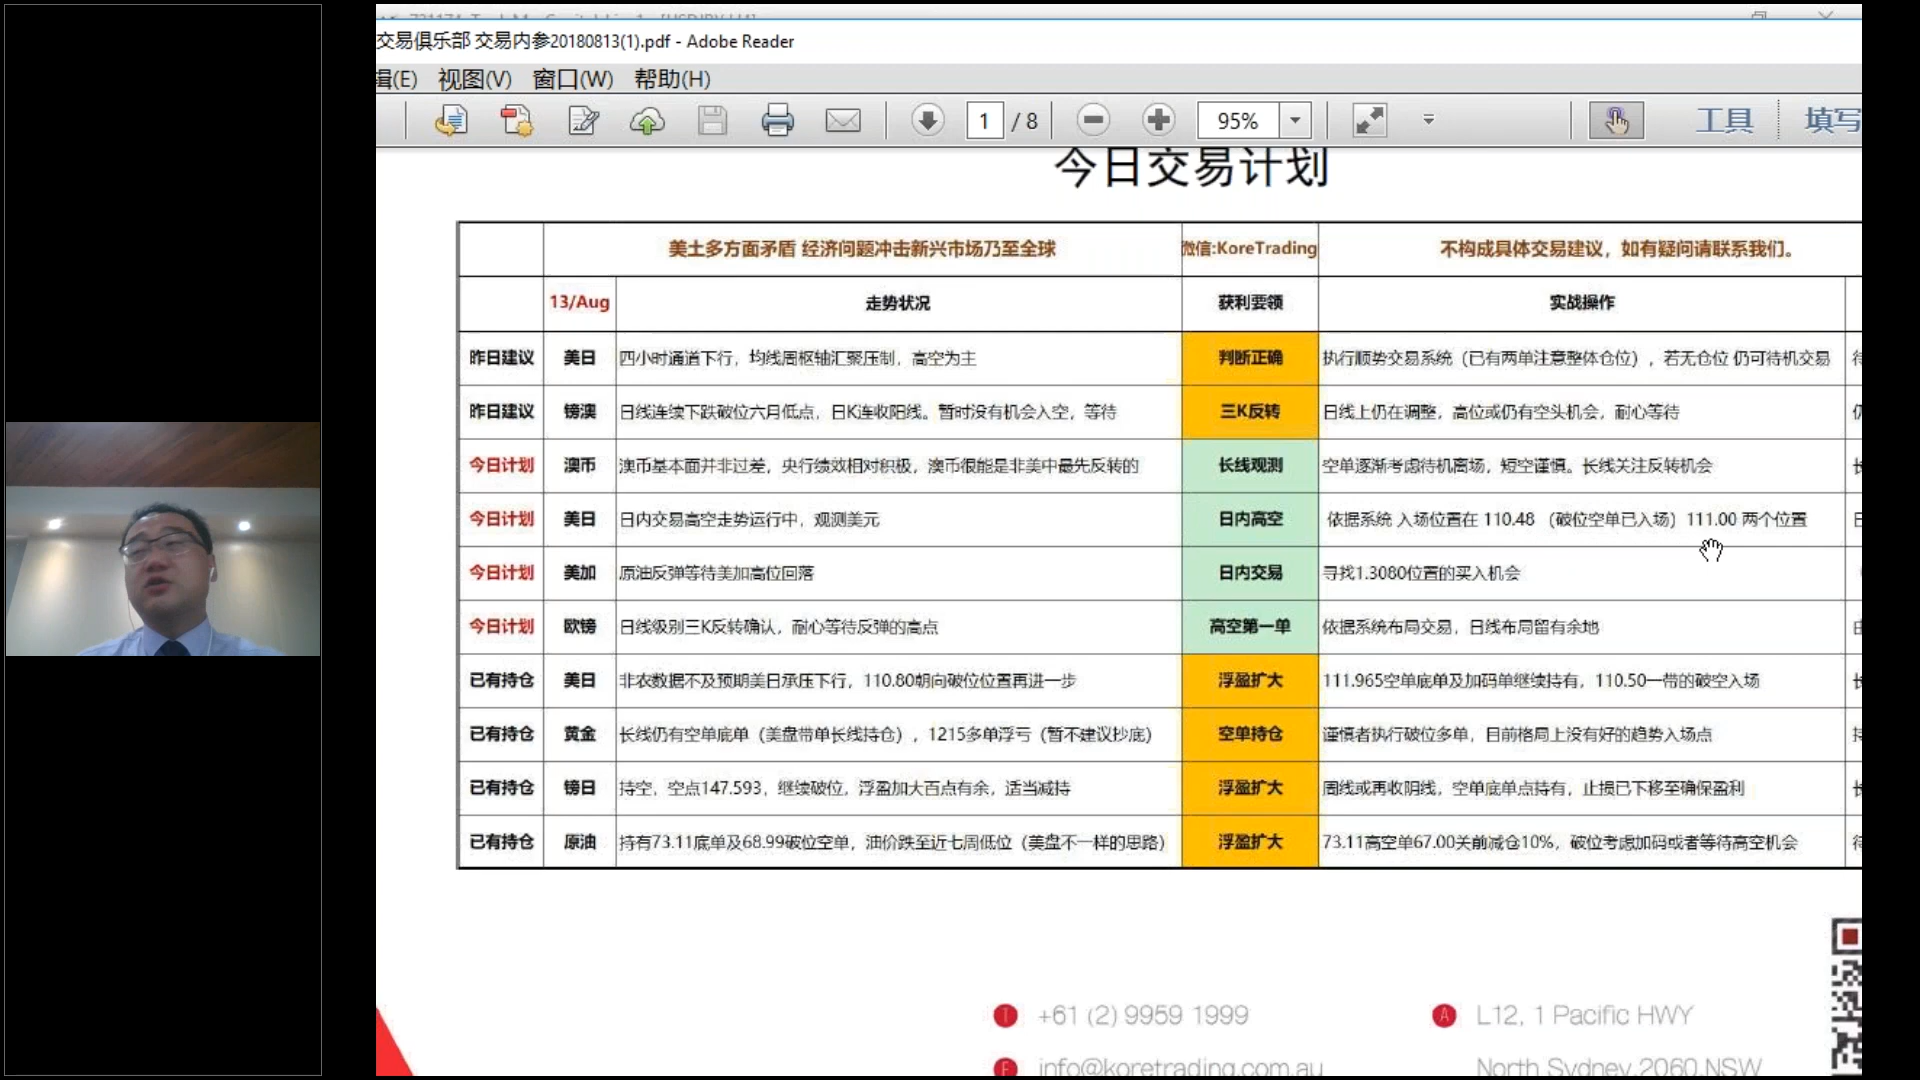 交易俱乐部 交易内参20180813(1).pdf - Adobe Reader
辑(E) 视图(V) 窗口(W) 帮助(H)
1 / 8 95% 工具 填写
今日交易计划
美土多方面矛盾 经济问题冲击新兴市场乃至全球 微信:KoreTrading 不构成具体交易建议，如有疑问请联系我们。
13/Aug 走势状况 获利要领 实战操作
昨日建议 美日 四小时通道下行，均线周枢轴汇聚压制，高空为主 判断正确 执行顺势交易系统（已有两单注意整体仓位），若无仓位 仍可待机交易
昨日建议 镑澳 日线连续下跌破位六月低点，日K连收阳线。暂时没有机会入空，等待 三K反转 日线上仍在调整，高位或仍有空头机会，耐心等待
今日计划 澳币 澳币基本面并非过差，央行绩效相对积极，澳币很能是非美中最先反转的 长线观测 空单逐渐考虑待机离场，短空谨慎。长线关注反转机会
今日计划 美日 日内交易高空走势运行中，观测美元 日内高空 依据系统 入场位置在 110.48 （破位空单已入场）111.00 两个位置
今日计划 美加 原油反弹等待美加高位回落 日内交易 寻找1.3080位置的买入机会
今日计划 欧镑 日线级别三K反转确认，耐心等待反弹的高点 高空第一单 依据系统布局交易，日线布局留有余地
已有持仓 美日 非农数据不及预期美日承压下行，110.80朝向破位位置再进一步 浮盈扩大 111.965空单底单及加码单继续持有，110.50一带的破空入场
已有持仓 黄金 长线仍有空单底单（美盘带单长线持仓），1215多单浮亏（暂不建议抄底） 空单持仓 谨慎者执行破位多单，目前格局上没有好的趋势入场点
已有持仓 镑日 持空，空点147.593，继续破位，浮盈加大百点有余，适当减持 浮盈扩大 周线或再收阴线，空单底单点持有，止损已下移至确保盈利
已有持仓 原油 持有73.11底单及68.99破位空单，油价跌至近七周低位（美盘不一样的思路） 浮盈扩大 73.11高空单67.00关前减仓10%，破位考虑加码或者等待高空机会
T +61 (2) 9959 1999 A L12, 1 Pacific HWY
E info@koretrading.com.au North Sydney,2060,NSW